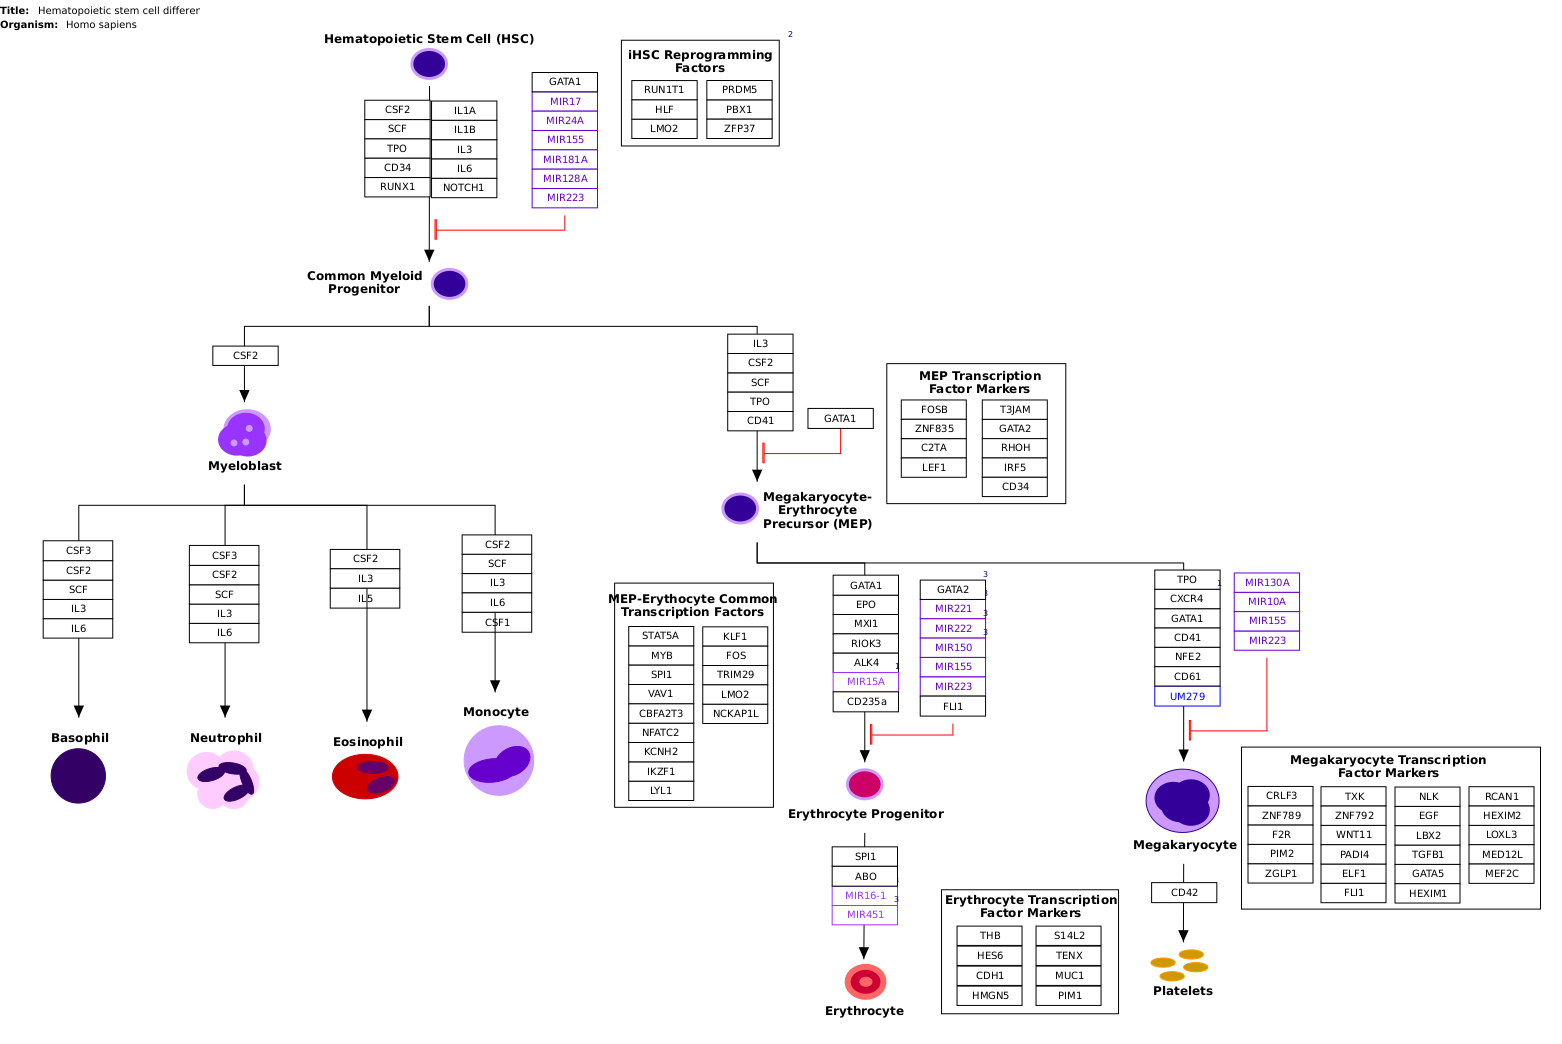 Title: Hematopoietic stem cell differ
Organism: Homo sapiens
Hematopoietic Stem Cell (HSC)
CSF2
SCF
TPO
CD34
RUNX1
IL1A
IL1B
IL3
IL6
NOTCH1
GATA1
MIR17
MIR24A
MIR155
MIR181A
MIR128A
MIR223
2
iHSC Reprogramming
Factors
RUN1T1
HLF
LMO2
PRDM5
PBX1
ZFP37
Common Myeloid
Progenitor
CSF2
Myeloblast
IL3
CSF2
SCF
TPO
CD41
GATA1
MEP Transcription
Factor Markers
FOSB
ZNF835
C2TA
LEF1
T3JAM
GATA2
RHOH
IRF5
CD34
Megakaryocyte-
Erythrocyte
Precursor (MEP)
CSF3
CSF2
SCF
IL3
IL6
CSF3
CSF2
SCF
IL3
IL6
CSF2
IL3
IL5
CSF2
SCF
IL3
IL6
CSF1
Basophil
Neutrophil
Eosinophil
Monocyte
MEP-Erythocyte Common
Transcription Factors
STAT5A
MYB
SPI1
VAV1
CBFA2T3
NFATC2
KCNH2
IKZF1
LYL1
KLF1
FOS
TRIM29
LMO2
NCKAP1L
GATA1
EPO
MXI1
RIOK3
ALK4
1
MIR15A
CD235a
3
GATA2
3
MIR221
3
MIR222
3
MIR150
MIR155
MIR223
FLI1
TPO
1
CXCR4
GATA1
CD41
NFE2
CD61
UM279
MIR130A
MIR10A
MIR155
MIR223
Erythrocyte Progenitor
SPI1
ABO
MIR16-1
3
MIR451
Erythrocyte
Erythrocyte Transcription
Factor Markers
THB
HES6
CDH1
HMGN5
S14L2
TENX
MUC1
PIM1
Megakaryocyte
CD42
Platelets
Megakaryocyte Transcription
Factor Markers
CRLF3
ZNF789
F2R
PIM2
ZGLP1
TXK
ZNF792
WNT11
PADI4
ELF1
FLI1
NLK
EGF
LBX2
TGFB1
GATA5
HEXIM1
RCAN1
HEXIM2
LOXL3
MED12L
MEF2C